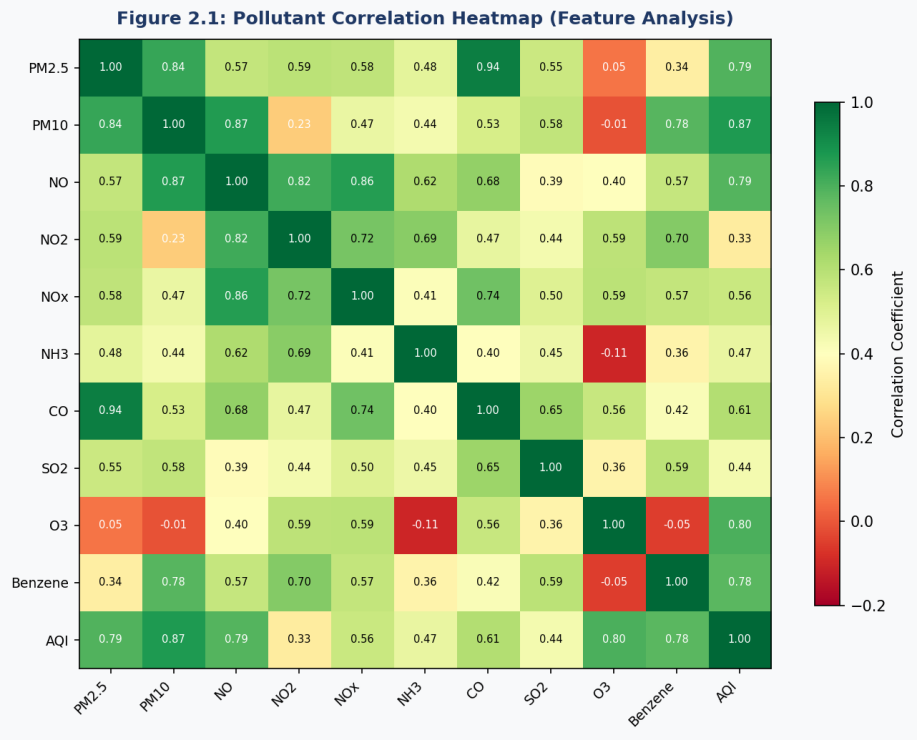 Figure 2.1: Pollutant Correlation Heatmap (Feature Analysis)
PM2.5 1.00 0.84 0.57 0.59 0.58 0.48 0.94 0.55 0.05 0.34 0.79
PM10 0.84 1.00 0.87 0.23 0.47 0.44 0.53 0.58 -0.01 0.78 0.87
NO 0.57 0.87 1.00 0.82 0.86 0.62 0.68 0.39 0.40 0.57 0.79
NO2 0.59 0.23 0.82 1.00 0.72 0.69 0.47 0.44 0.59 0.70 0.33
NOx 0.58 0.47 0.86 0.72 1.00 0.41 0.74 0.50 0.59 0.57 0.56
NH3 0.48 0.44 0.62 0.69 0.41 1.00 0.40 0.45 -0.11 0.36 0.47
CO 0.94 0.53 0.68 0.47 0.74 0.40 1.00 0.65 0.56 0.42 0.61
SO2 0.55 0.58 0.39 0.44 0.50 0.45 0.65 1.00 0.36 0.59 0.44
O3 0.05 -0.01 0.40 0.59 0.59 -0.11 0.56 0.36 1.00 -0.05 0.80
Benzene 0.34 0.78 0.57 0.70 0.57 0.36 0.42 0.59 -0.05 1.00 0.78
AQI 0.79 0.87 0.79 0.33 0.56 0.47 0.61 0.44 0.80 0.78 1.00
PM2.5 PM10 NO NO2 NOx NH3 CO SO2 O3 Benzene AQI
1.0
0.8
0.6
0.4
0.2
0.0
−0.2
Correlation Coefficient